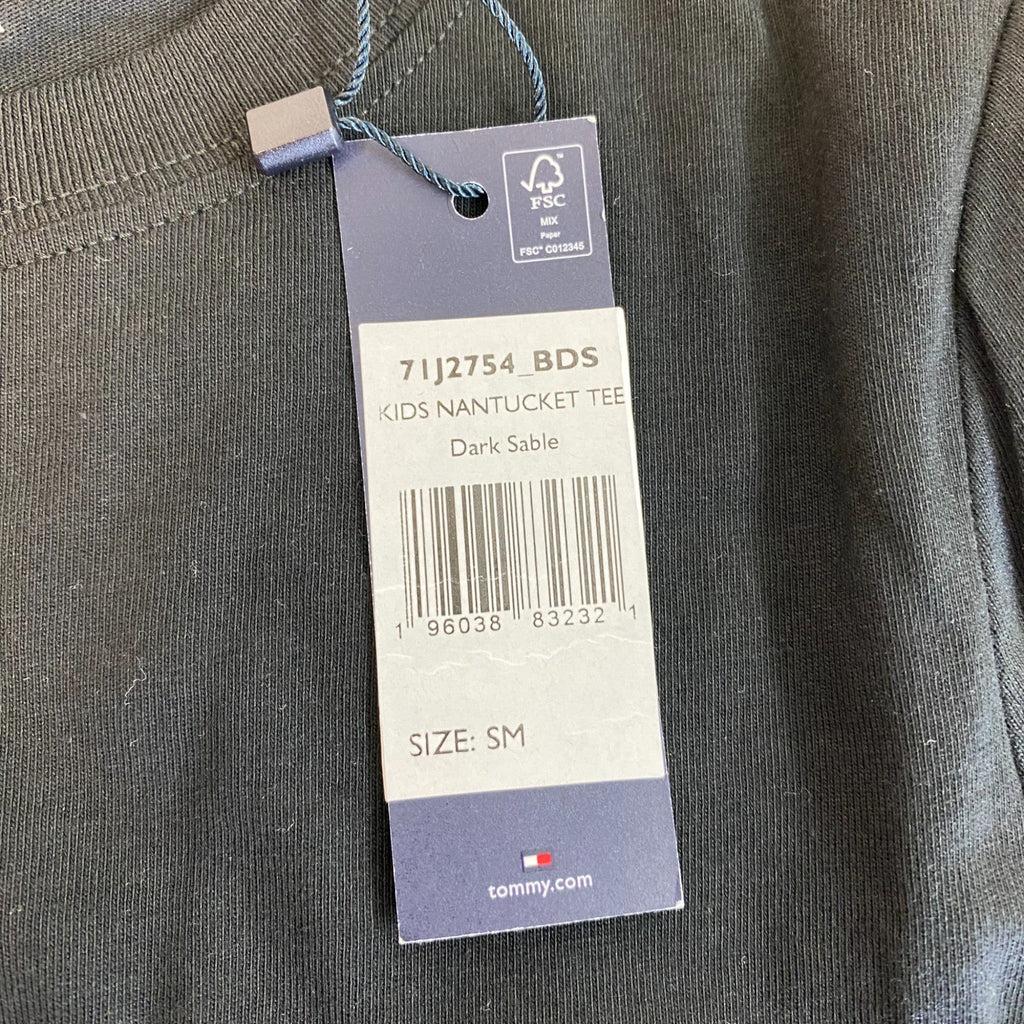 FSC
MIX
Paper
FSC® C012345
71J2754_BDS
KIDS NANTUCKET TEE
Dark Sable
1 96038 83232 1
SIZE: SM
tommy.com